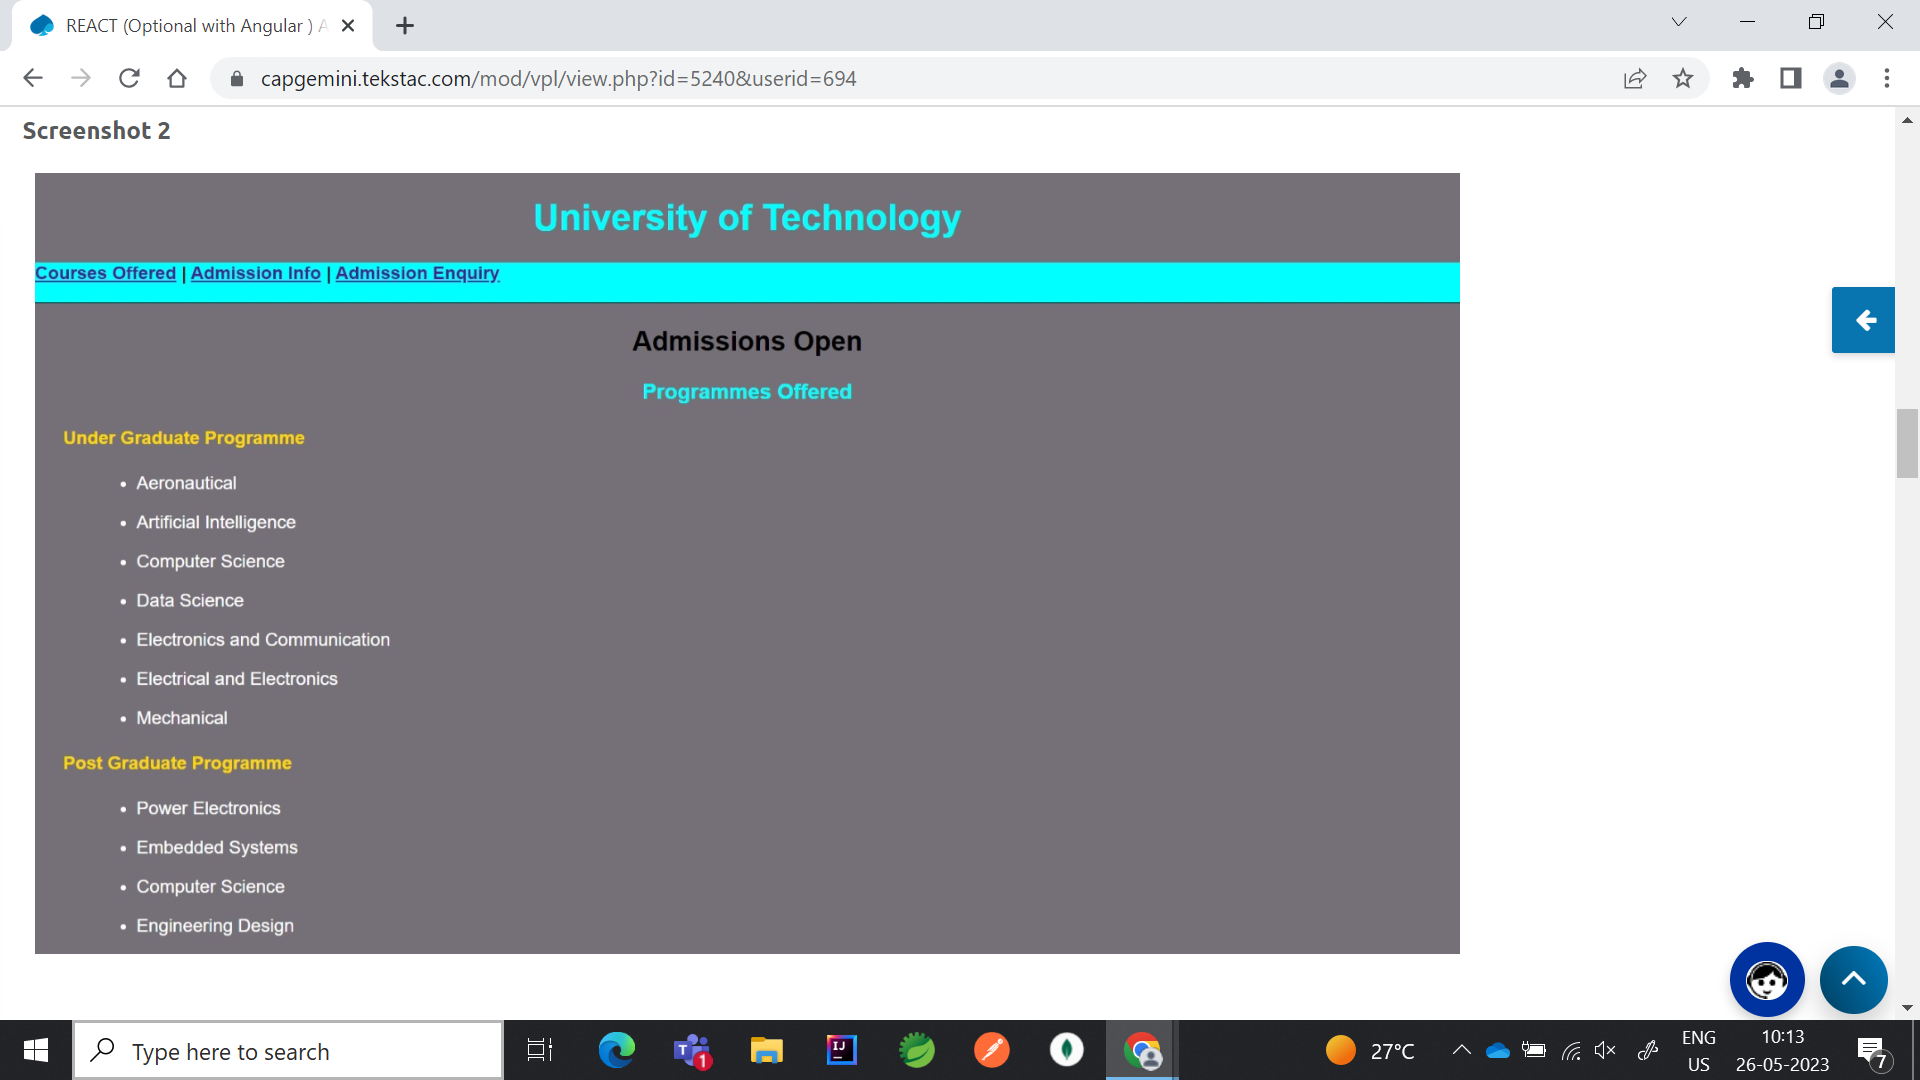 REACT (Optional with Angular ) A
capgemini.tekstac.com/mod/vpl/view.php?id=5240&userid=694
Screenshot 2
University of Technology
Courses Offered | Admission Info | Admission Enquiry
Admissions Open
Programmes Offered
Under Graduate Programme
• Aeronautical
• Artificial Intelligence
• Computer Science
• Data Science
• Electronics and Communication
• Electrical and Electronics
• Mechanical
Post Graduate Programme
• Power Electronics
• Embedded Systems
• Computer Science
• Engineering Design
Type here to search
T
1
IJ
27°C
ENG
US
10:13
26-05-2023
7